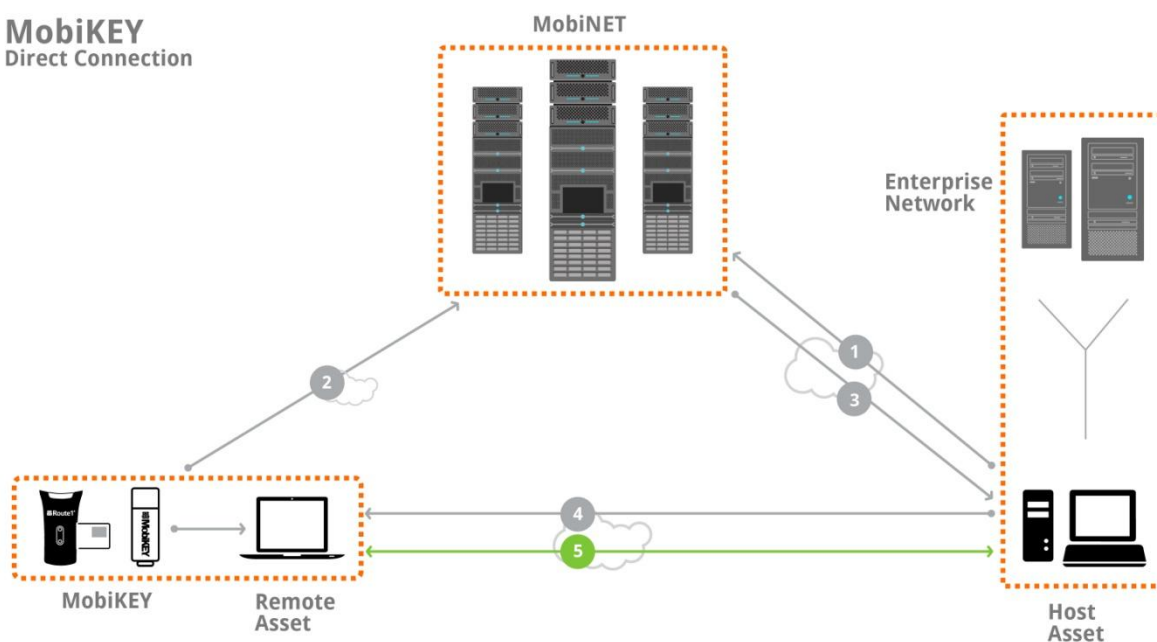 MobiKEY
Direct Connection
MobiNET
Enterprise
Network
1
2
3
Route1
MobiKEY
4
5
MobiKEY
Remote
Asset
Host
Asset